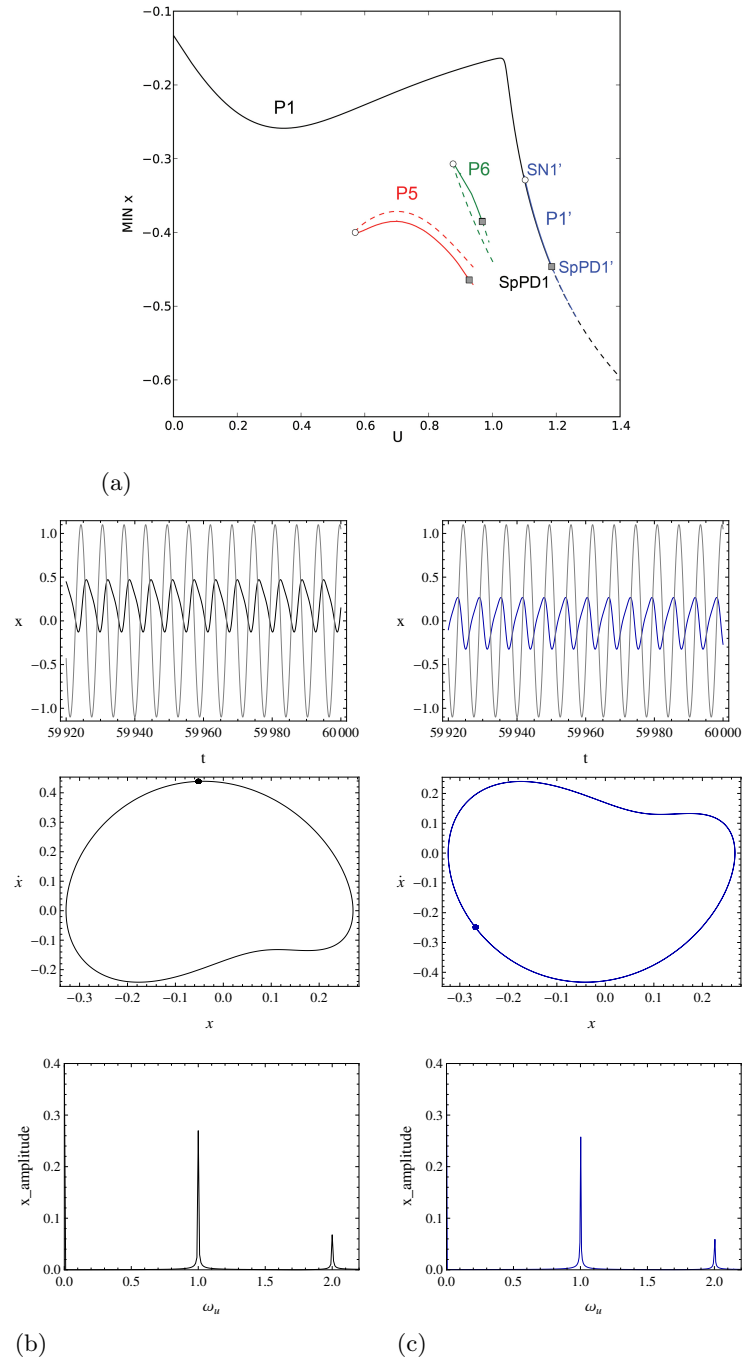 −0.1
−0.2
−0.3
−0.4
−0.5
−0.6
MIN x
P1
P5
P6
SN1’
P1’
SpPD1’
SpPD1
0.0 0.2 0.4 0.6 0.8 1.0 1.2 1.4
U
(a)
1.0
0.5
0.0
-0.5
-1.0
x
59 920 59 940 59 960 59 980 60 000
t
1.0
0.5
0.0
-0.5
-1.0
x
59 920 59 940 59 960 59 980 60 000
t
0.4
0.3
0.2
0.1
0.0
-0.1
-0.2
ẋ
-0.3 -0.2 -0.1 0.0 0.1 0.2
x
0.2
0.1
0.0
-0.1
-0.2
-0.3
-0.4
ẋ
-0.3 -0.2 -0.1 0.0 0.1 0.2
x
0.4
0.3
0.2
0.1
0.0
x_amplitude
0.0 0.5 1.0 1.5 2.0
ωu
0.4
0.3
0.2
0.1
0.0
x_amplitude
0.0 0.5 1.0 1.5 2.0
ωu
(b)
(c)